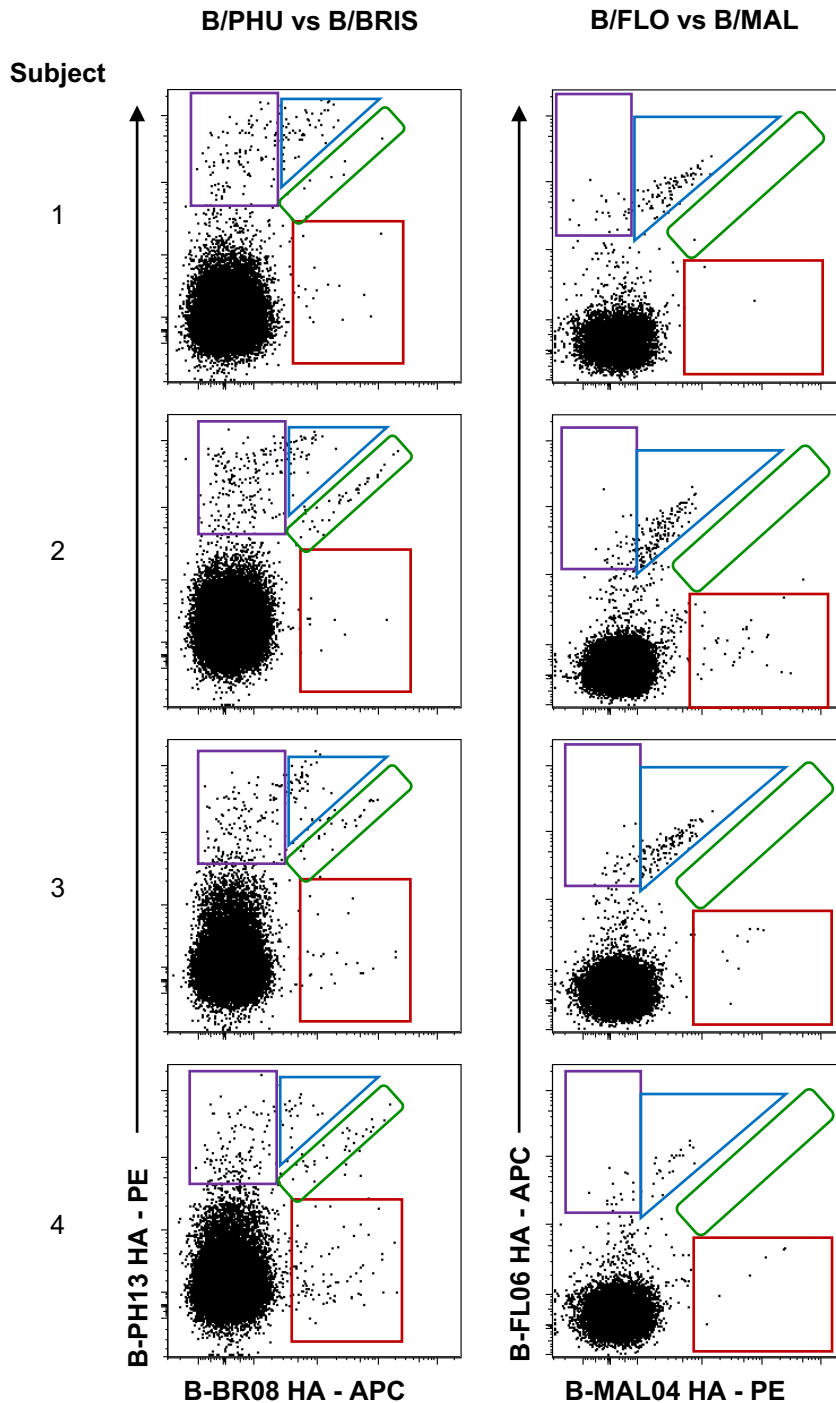 B/PHU vs B/BRIS
B/FLO vs B/MAL
Subject
1
2
3
4
B-PH13 HA - PE
B-FL06 HA - APC
B-BR08 HA - APC
B-MAL04 HA - PE